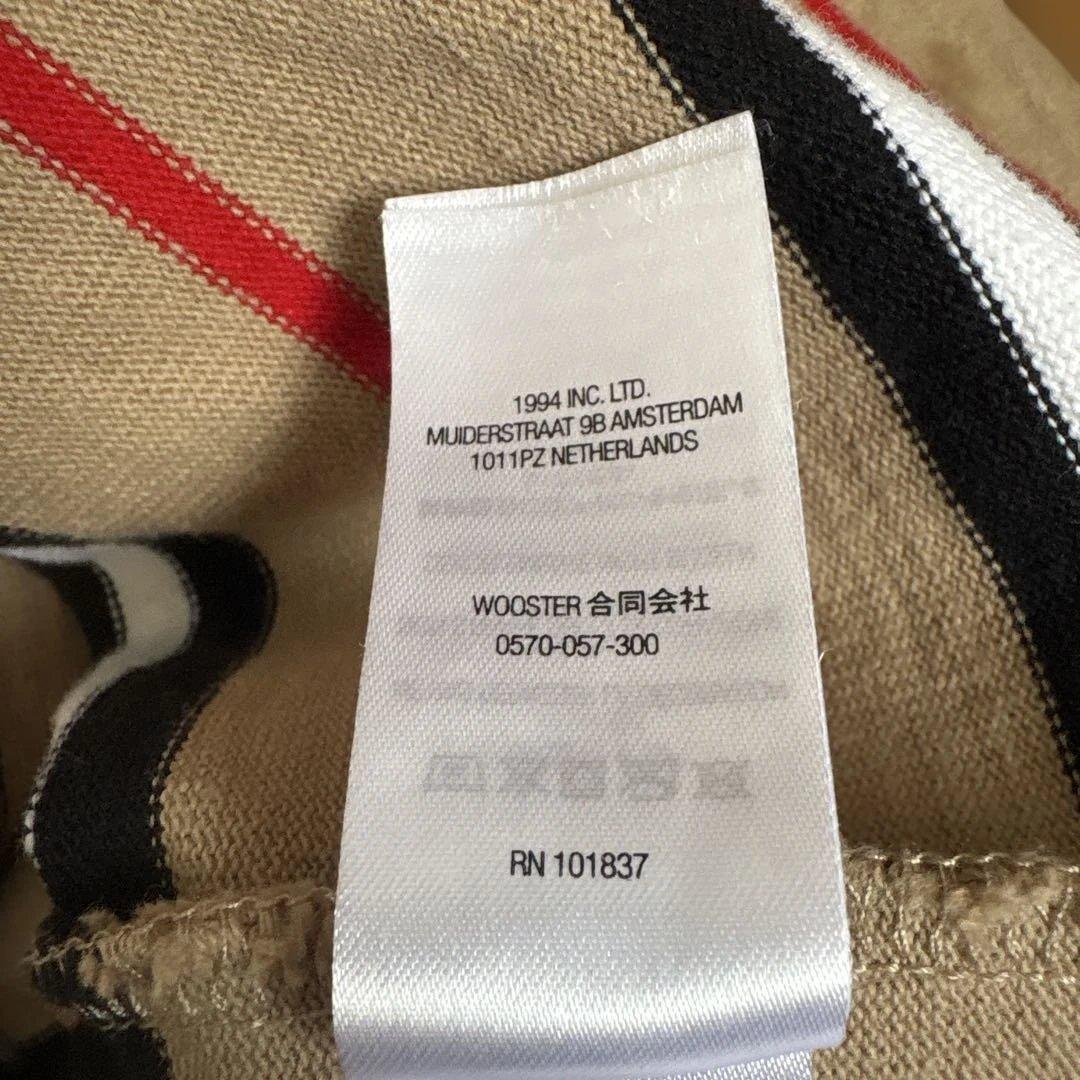 1994 INC. LTD.
MUIDERSTRAAT 9B AMSTERDAM
1011PZ NETHERLANDS
WOOSTER 合同会社
0570-057-300
RN 101837